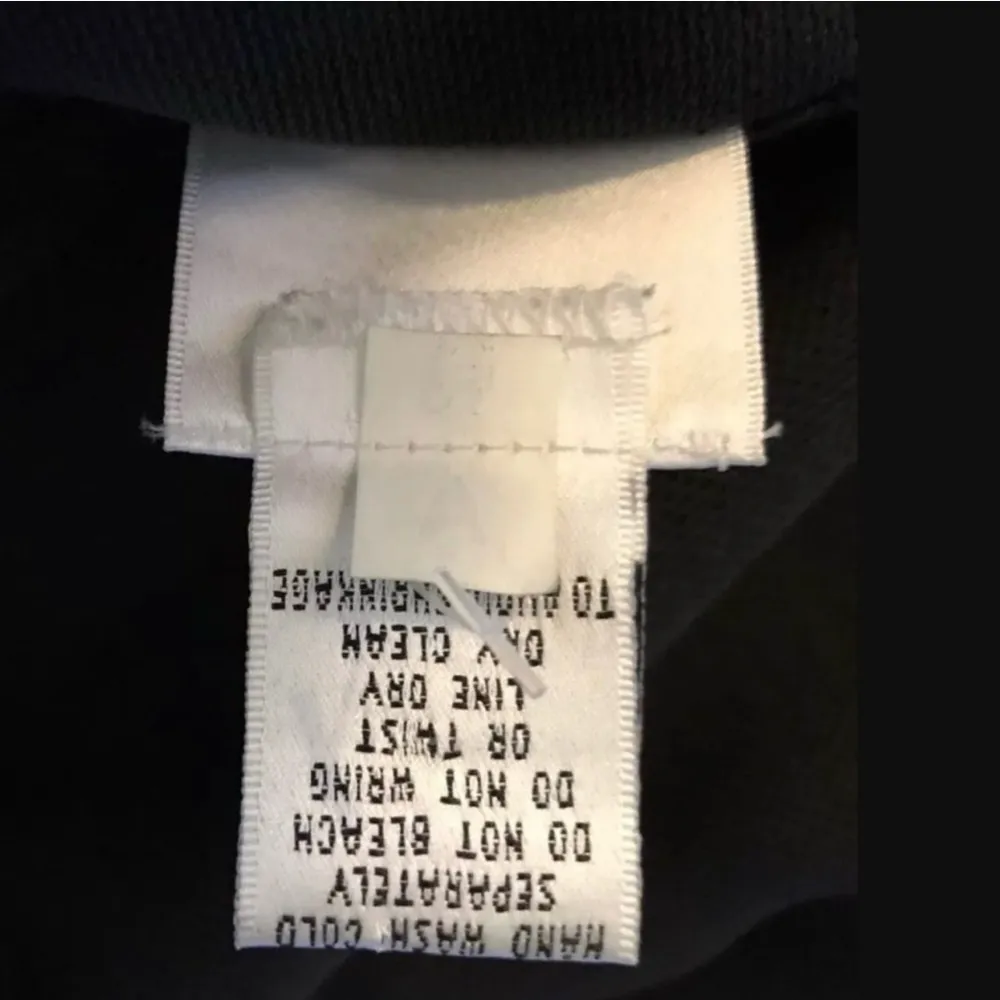 HAND WASH COLD
SEPARATELY
DO NOT BLEACH
DO NOT WRING
OR TWIST
LINE DRY
DRY CLEAN
TO AVOID SHRINKAGE